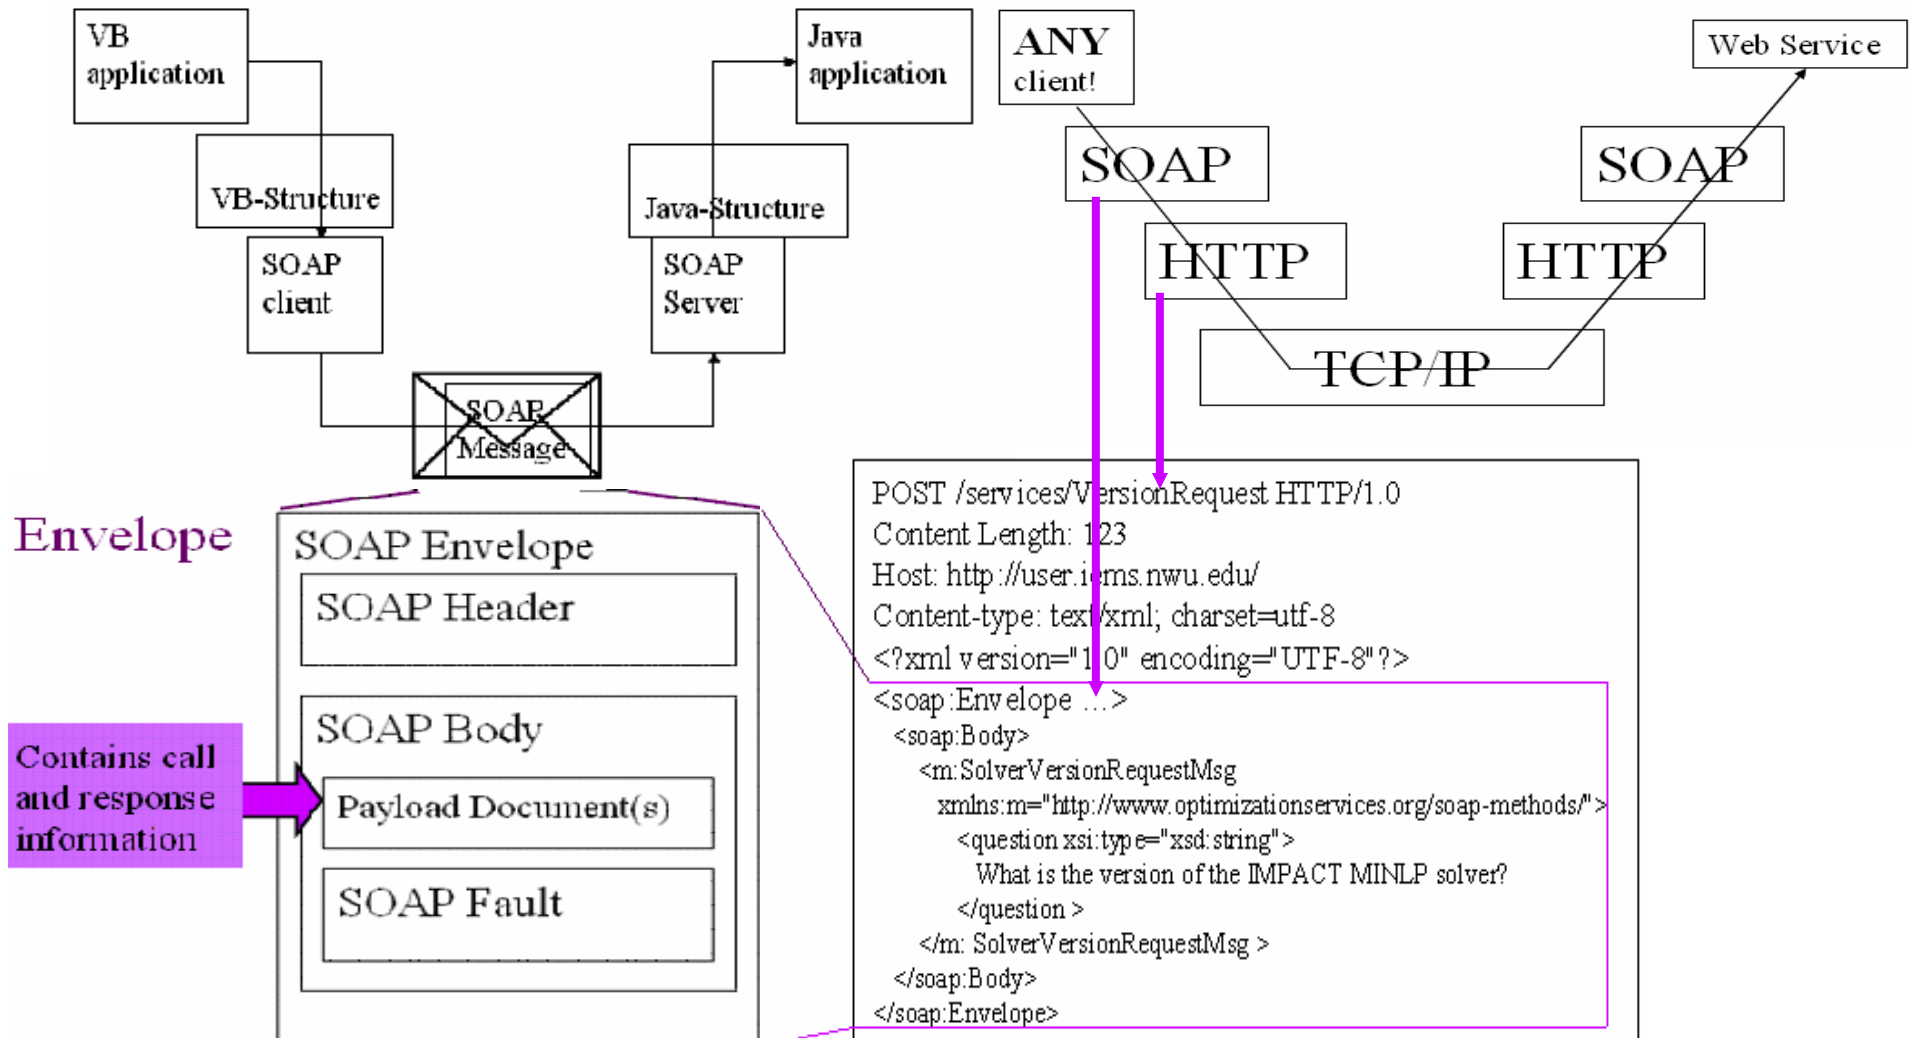 VB
application
VB-Structure
SOAP
client
SOAP
Message
Java
application
Java-Structure
SOAP
Server
ANY
client!
SOAP
HTTP
TCP/IP
HTTP
SOAP
Web Service
Envelope
SOAP Envelope
SOAP Header
SOAP Body
Payload Document(s)
SOAP Fault
Contains call
and response
information
POST /services/VersionRequest HTTP/1.0
Content Length: 123
Host: http://user.iems.nwu.edu/
Content-type: text/xml; charset=utf-8
<?xml version="1.0" encoding="UTF-8"?>
<soap:Envelope ...>
<soap:Body>
<m:SolverVersionRequestMsg
xmlns:m="http://www.optimizationservices.org/soap-methods/">
<question xsi:type="xsd:string">
What is the version of the IMPACT MINLP solver?
</question >
</m: SolverVersionRequestMsg >
</soap:Body>
</soap:Envelope>